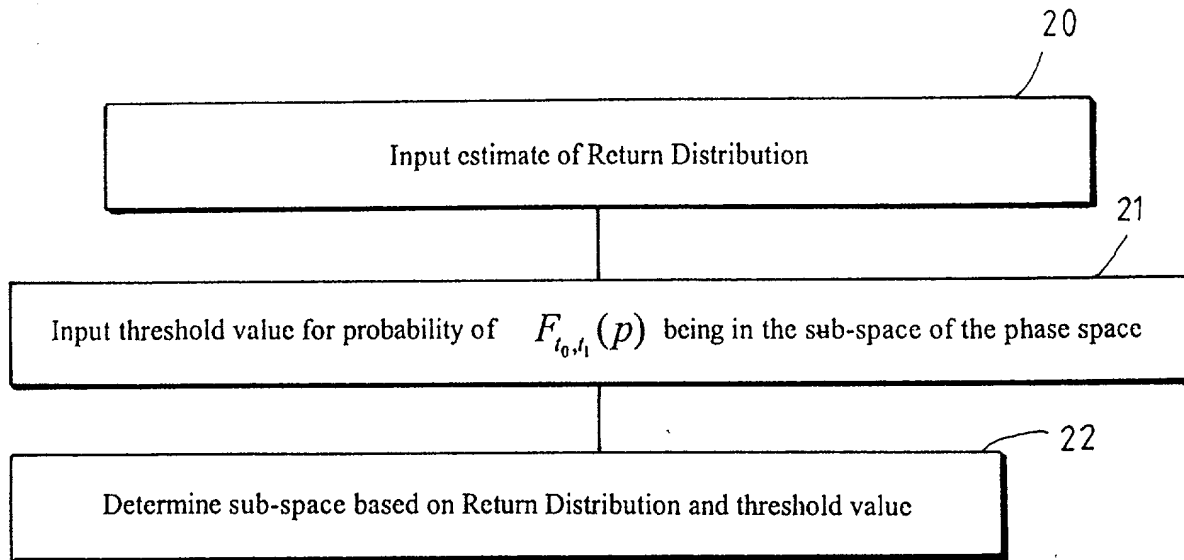 20
Input estimate of Return Distribution
21
Input threshold value for probability of F_{t_0,t_1}(p) being in the sub-space of the phase space
22
Determine sub-space based on Return Distribution and threshold value